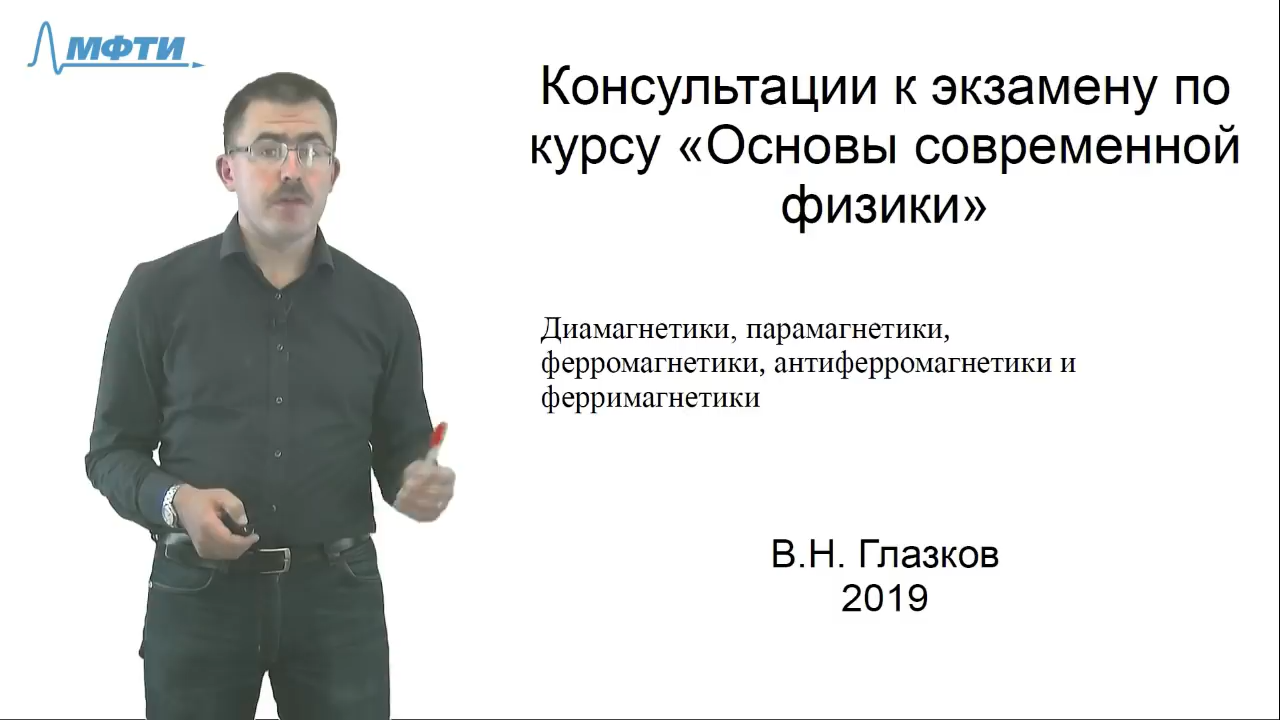 МФТИ
Консультации к экзамену по
курсу «Основы современной
физики»
Диамагнетики, парамагнетики,
ферромагнетики, антиферромагнетики и
ферримагнетики
В.Н. Глазков
2019